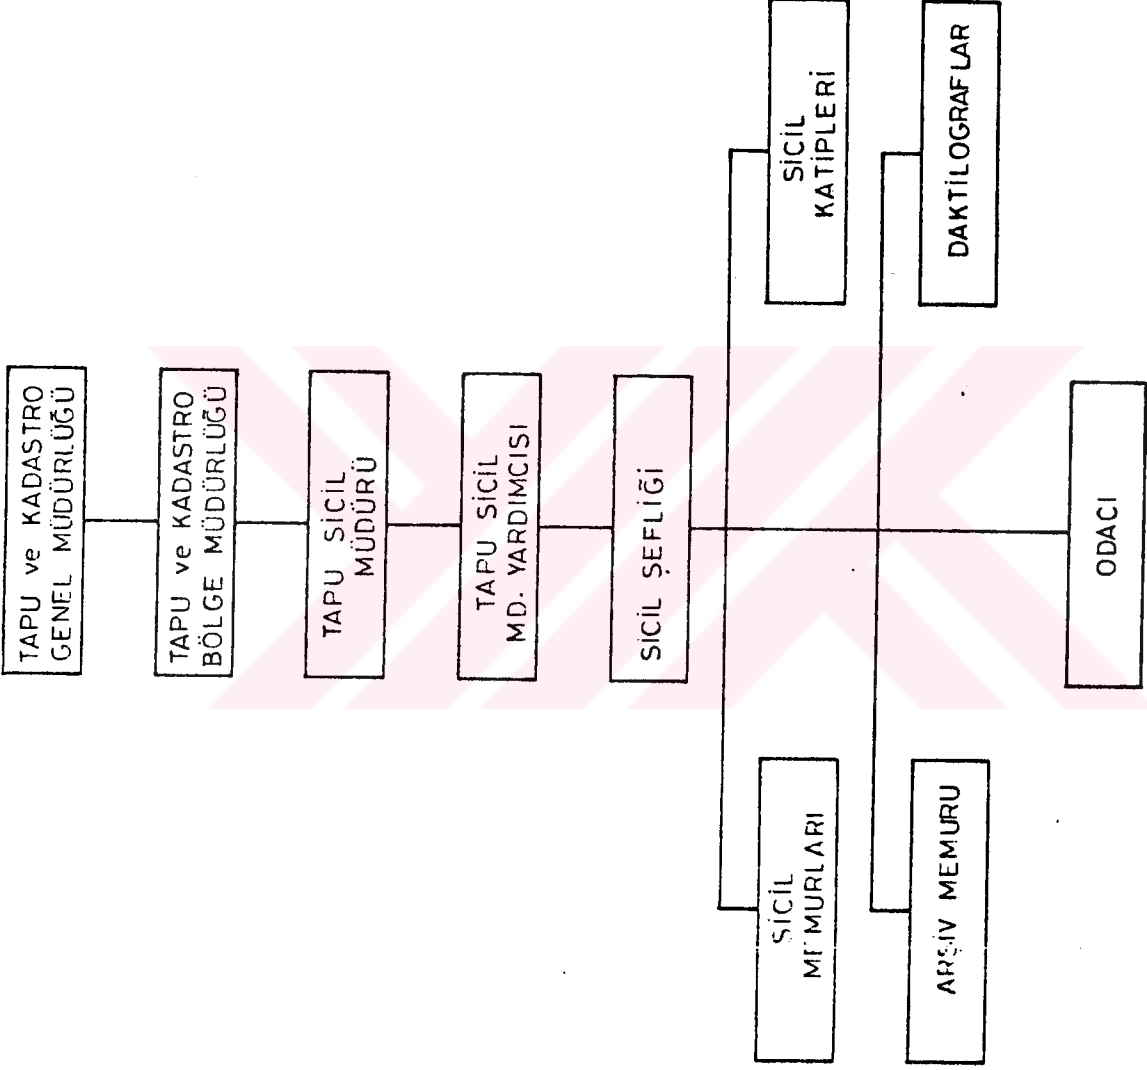 TAPU ve KADASTRO
GENEL MÜDÜRLÜĞÜ
TAPU ve KADASTRO
BÖLGE MÜDÜRLÜĞÜ
TAPU SİCİL
MÜDÜRÜ
TAPU SİCİL
MD. YARDIMCISI
SİCİL ŞEFLİĞİ
SİCİL
MEMURLARI
SİCİL
KATİPLERİ
ARŞİV MEMURU
DAKTİLOGRAFLAR
ODACI